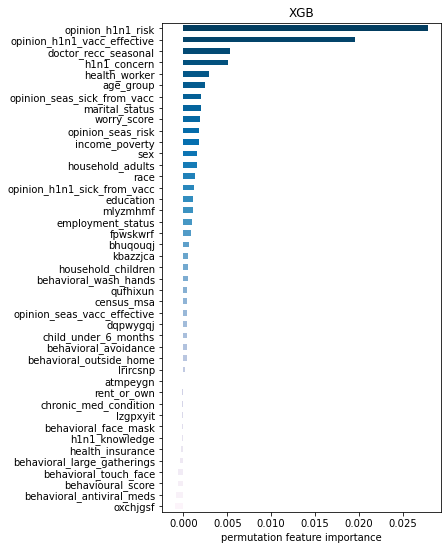 XGB
opinion_h1n1_risk
opinion_h1n1_vacc_effective
doctor_recc_seasonal
h1n1_concern
health_worker
age_group
opinion_seas_sick_from_vacc
marital_status
worry_score
opinion_seas_risk
income_poverty
sex
household_adults
race
opinion_h1n1_sick_from_vacc
education
mlyzmhmf
employment_status
fpwskwrf
bhuqouqj
kbazzjca
household_children
behavioral_wash_hands
qufhixun
census_msa
opinion_seas_vacc_effective
dqpwygqj
child_under_6_months
behavioral_avoidance
behavioral_outside_home
lrircsnp
atmpeygn
rent_or_own
chronic_med_condition
lzgpxyit
behavioral_face_mask
h1n1_knowledge
health_insurance
behavioral_large_gatherings
behavioral_touch_face
behavioural_score
behavioral_antiviral_meds
oxchjgsf
0.000 0.005 0.010 0.015 0.020 0.025
permutation feature importance